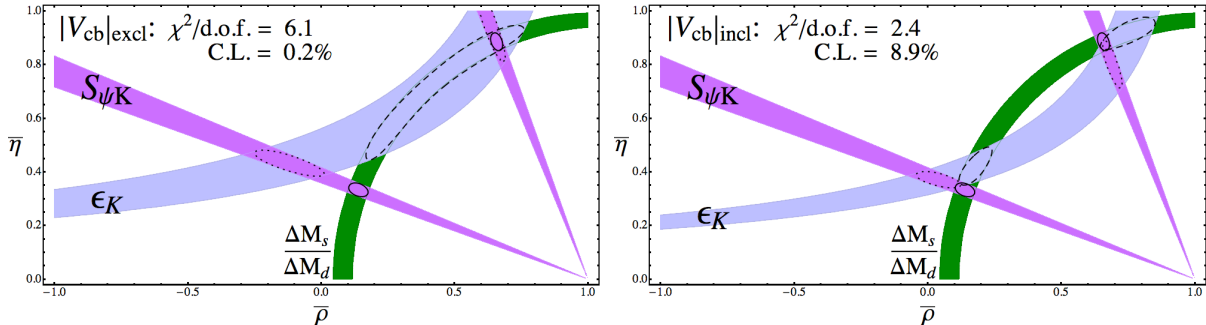 |V_cb|_excl: χ²/d.o.f. = 6.1
C.L. = 0.2%
S_ψK
ϵ_K
ΔM_s
ΔM_d
η̅
1.0
0.8
0.6
0.4
0.2
0.0
−1.0 −0.5 0.0 0.5 1.0
ρ̅
|V_cb|_incl: χ²/d.o.f. = 2.4
C.L. = 8.9%
S_ψK
ϵ_K
ΔM_s
ΔM_d
η̅
1.0
0.8
0.6
0.4
0.2
0.0
−1.0 −0.5 0.0 0.5 1.0
ρ̅